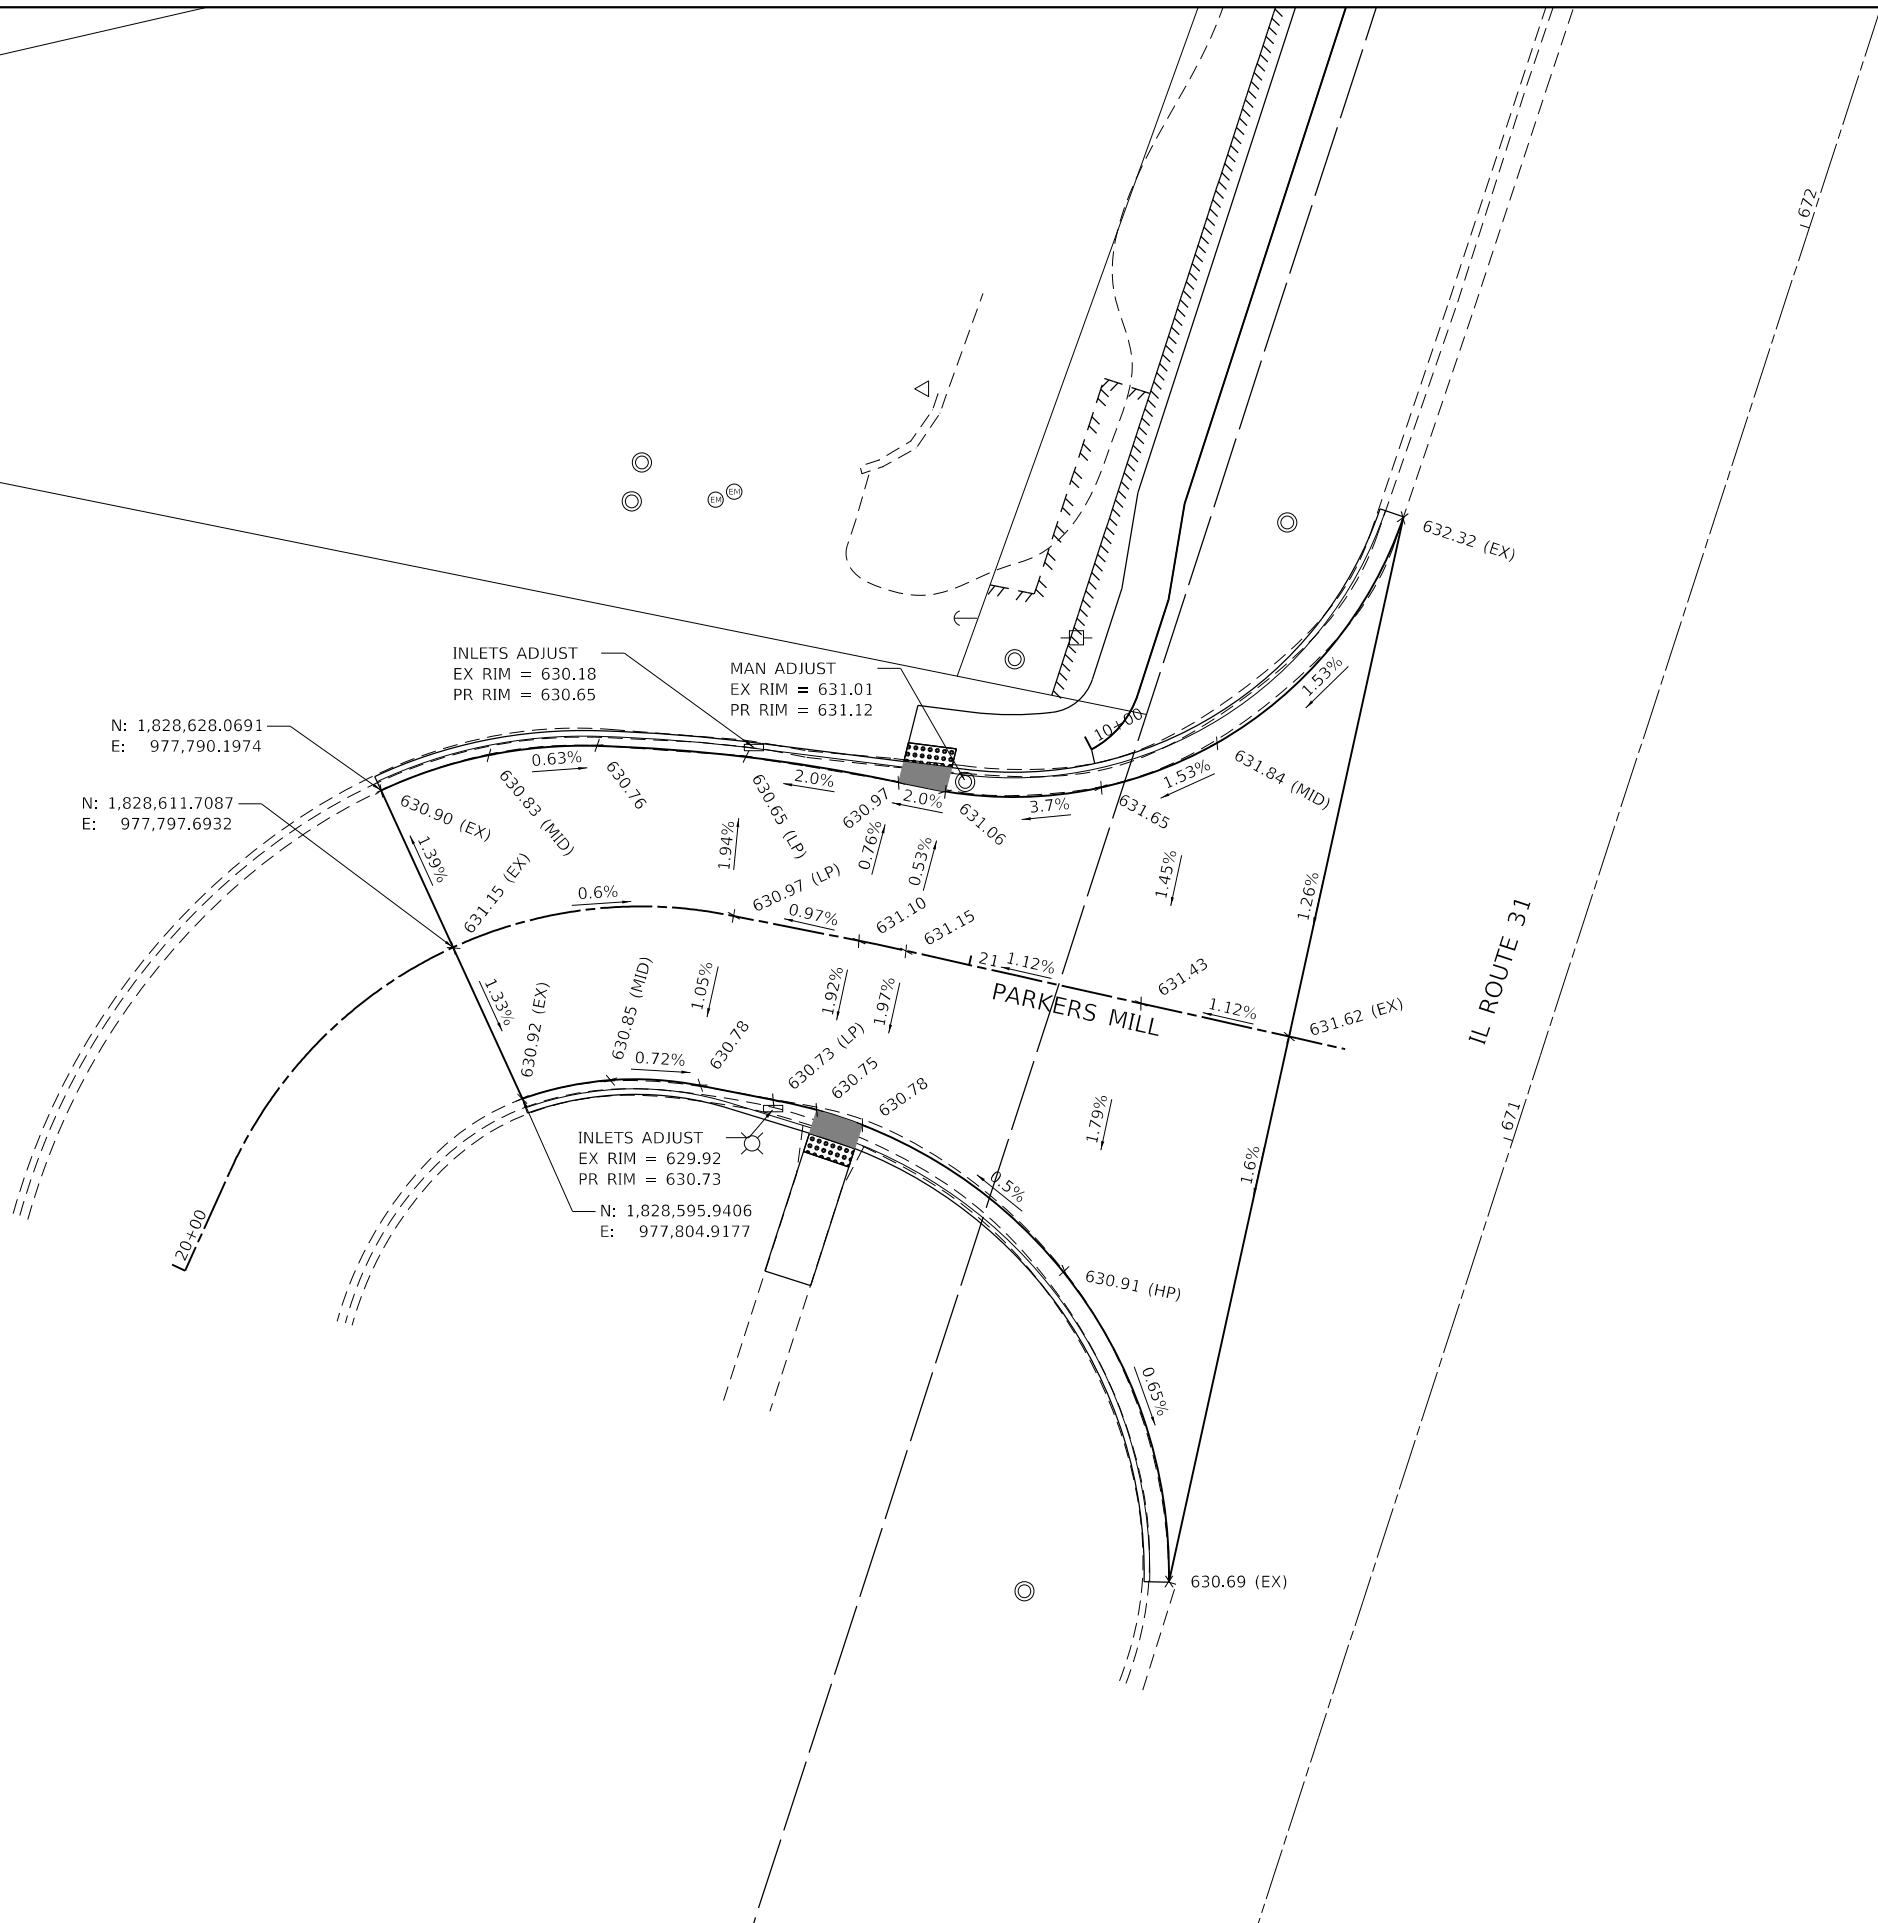 672
632.32 (EX)
EM
EM
INLETS ADJUST
EX RIM = 630.18
PR RIM = 630.65
MAN ADJUST
EX RIM = 631.01
PR RIM = 631.12
1.53%
N: 1,828,628.0691
E: 977,790.1974
10+00
0.63%
2.0%
2.0%
1.53%
631.84 (MID)
N: 1,828,611.7087
E: 977,797.6932
630.90 (EX)
630.83 (MID)
630.76
630.65 (LP)
630.97
631.06
3.7%
631.65
1.39%
1.94%
0.76%
0.53%
1.45%
1.26%
631.15 (EX)
0.6%
630.97 (LP)
0.97%
631.10
631.15
IL ROUTE 31
21
1.12%
631.43
PARKERS MILL
1.12%
631.62 (EX)
1.33%
630.92 (EX)
630.85 (MID)
1.05%
1.92%
1.97%
0.72%
630.78
630.73 (LP)
630.75
630.78
1.79%
671
INLETS ADJUST
EX RIM = 629.92
PR RIM = 630.73
1.6%
0.5%
N: 1,828,595.9406
E: 977,804.9177
20+00
630.91 (HP)
0.65%
630.69 (EX)